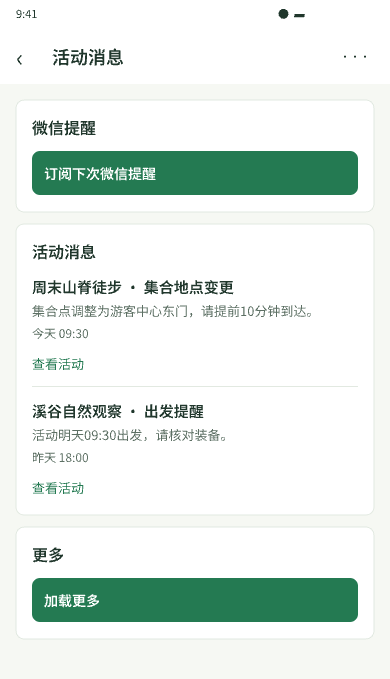 9:41
‹ 活动消息 ···
微信提醒
订阅下次微信提醒
活动消息
周末山脊徒步 · 集合地点变更
集合点调整为游客中心东门，请提前10分钟到达。
今天 09:30
查看活动
溪谷自然观察 · 出发提醒
活动明天09:30出发，请核对装备。
昨天 18:00
查看活动
更多
加载更多